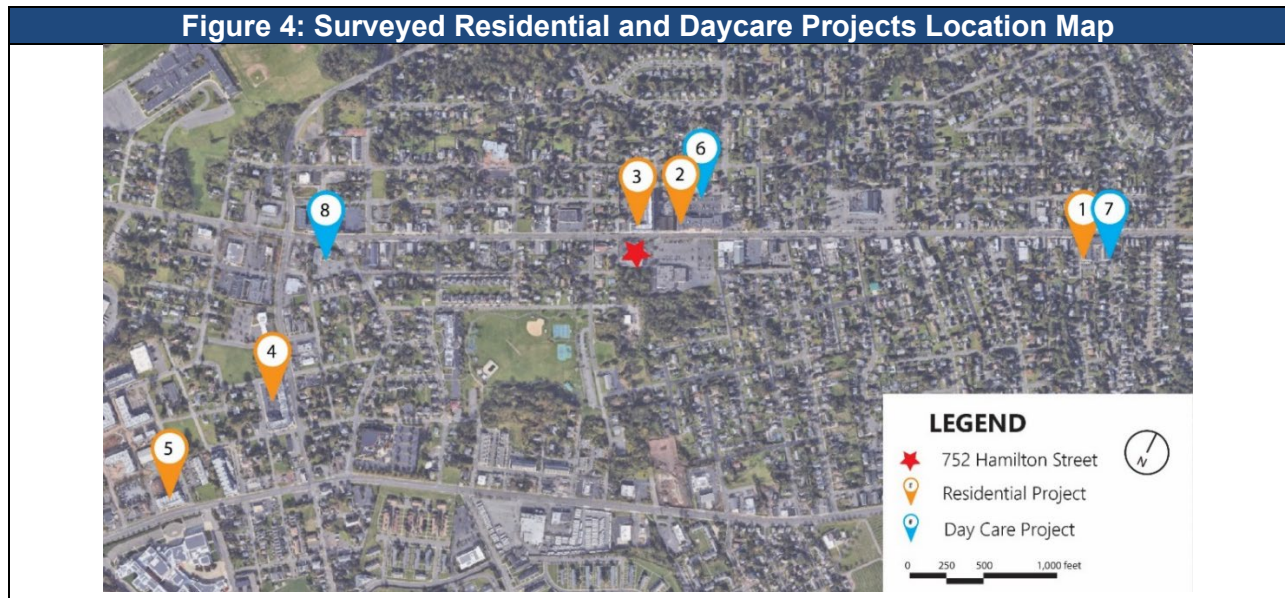 Figure 4: Surveyed Residential and Daycare Projects Location Map
6
3
2
8
1
7
4
5
LEGEND
752 Hamilton Street
N
Residential Project
Day Care Project
0 250 500 1,000 feet